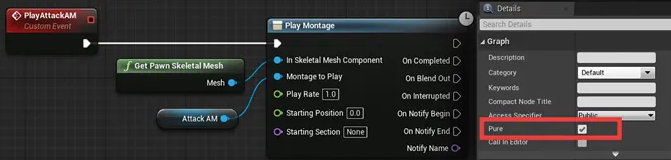 PlayAttackAM
Custom Event
Get Pawn Skeletal Mesh
Mesh
Attack AM
Play Montage
In Skeletal Mesh Component
Montage to Play
Play Rate 1.0
Starting Position 0.0
Starting Section None
On Completed
On Blend Out
On Interrupted
On Notify Begin
On Notify End
Notify Name
Details
Search Details
Graph
Description
Category Default
Keywords
Compact Node Title
Access Specifier Public
Pure
Call In Editor